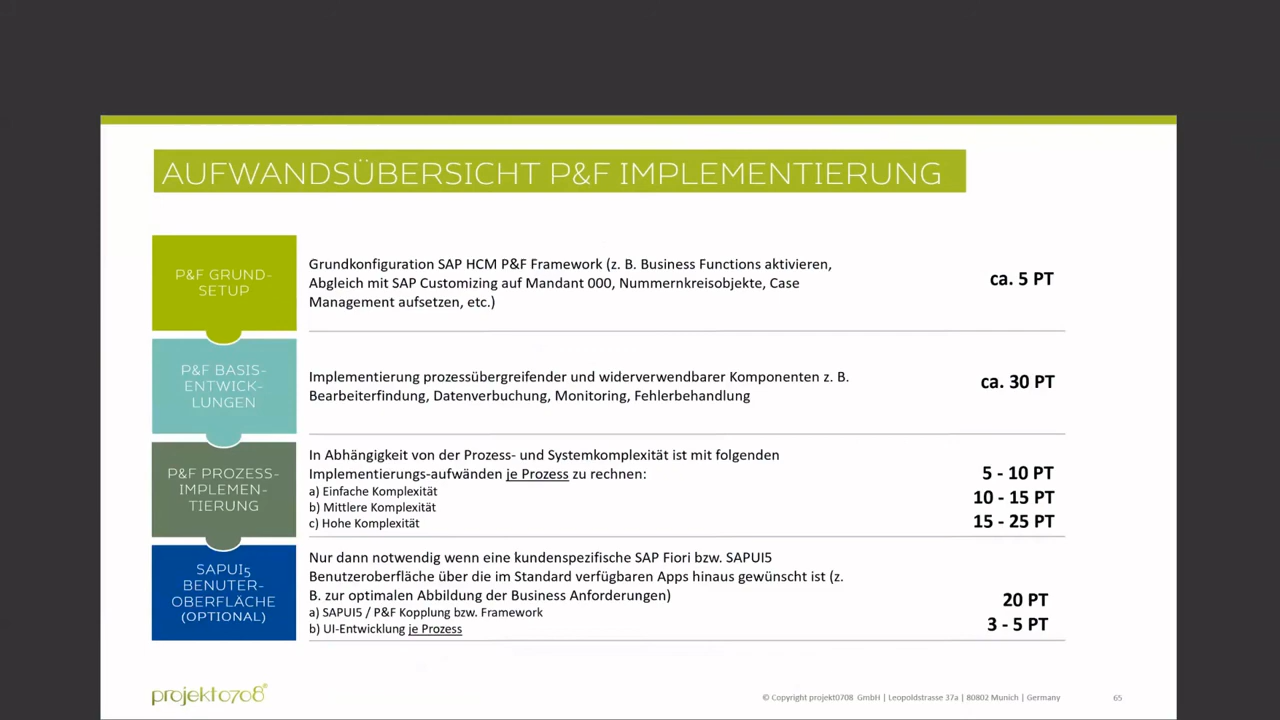 AUFWANDSÜBERSICHT P&F IMPLEMENTIERUNG
P&F GRUND-
SETUP
Grundkonfiguration SAP HCM P&F Framework (z. B. Business Functions aktivieren,
Abgleich mit SAP Customizing auf Mandant 000, Nummernkreisobjekte, Case
Management aufsetzen, etc.)
ca. 5 PT
P&F BASIS-
ENTWICK-
LUNGEN
Implementierung prozessübergreifender und widerverwendbarer Komponenten z. B.
Bearbeiterfindung, Datenverbuchung, Monitoring, Fehlerbehandlung
ca. 30 PT
P&F PROZESS-
IMPLEMEN-
TIERUNG
In Abhängigkeit von der Prozess- und Systemkomplexität ist mit folgenden
Implementierungs-aufwänden je Prozess zu rechnen:
a) Einfache Komplexität
b) Mittlere Komplexität
c) Hohe Komplexität
5 - 10 PT
10 - 15 PT
15 - 25 PT
SAPUI5
BENUTER-
OBERFLÄCHE
(OPTIONAL)
Nur dann notwendig wenn eine kundenspezifische SAP Fiori bzw. SAPUI5
Benutzeroberfläche über die im Standard verfügbaren Apps hinaus gewünscht ist (z.
B. zur optimalen Abbildung der Business Anforderungen)
a) SAPUI5 / P&F Kopplung bzw. Framework
b) UI-Entwicklung je Prozess
20 PT
3 - 5 PT
projekt0708®
© Copyright projekt0708 GmbH | Leopoldstrasse 37a | 80802 Munich | Germany
65